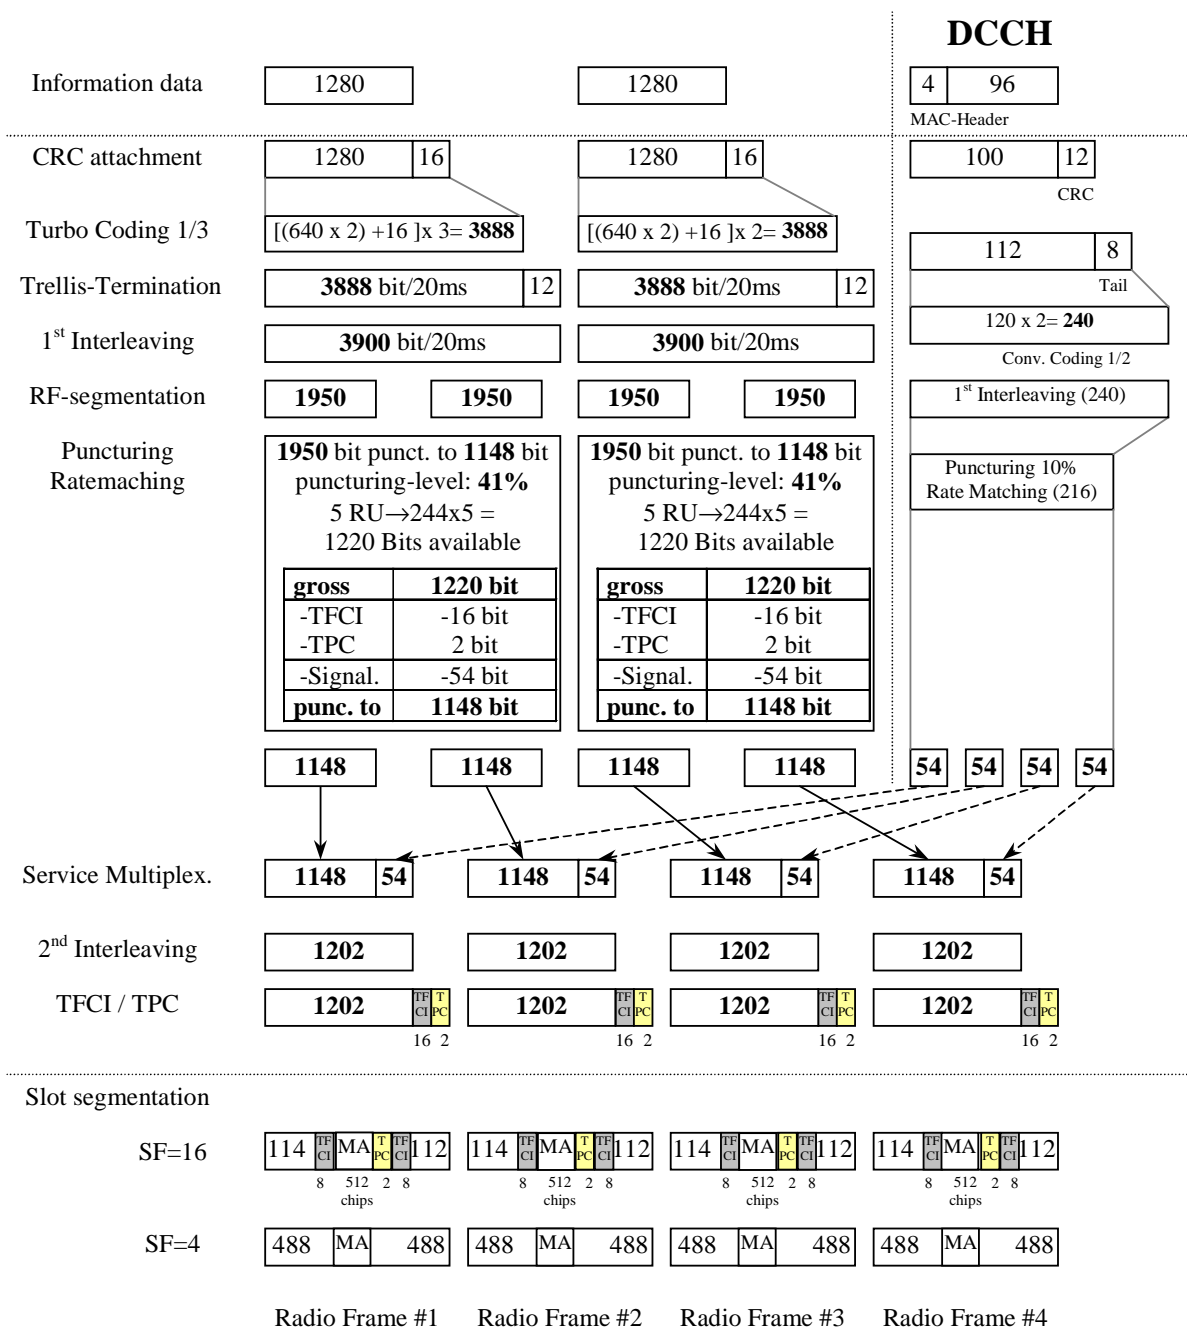 DCCH
Information data 1280 1280 4 96
MAC-Header
CRC attachment 1280 16 1280 16 100 12
CRC
Turbo Coding 1/3 [(640 x 2) +16 ]x 3= 3888 [(640 x 2) +16 ]x 2= 3888
112 8
Tail
Trellis-Termination 3888 bit/20ms 12 3888 bit/20ms 12
120 x 2= 240
1st Interleaving 3900 bit/20ms 3900 bit/20ms
Conv. Coding 1/2
RF-segmentation 1950 1950 1950 1950 1st Interleaving (240)
Puncturing
Ratemaching
1950 bit punct. to 1148 bit
puncturing-level: 41%
5 RU→244x5 =
1220 Bits available
gross 1220 bit
-TFCI -16 bit
-TPC 2 bit
-Signal. -54 bit
punc. to 1148 bit
1950 bit punct. to 1148 bit
puncturing-level: 41%
5 RU→244x5 =
1220 Bits available
gross 1220 bit
-TFCI -16 bit
-TPC 2 bit
-Signal. -54 bit
punc. to 1148 bit
Puncturing 10%
Rate Matching (216)
1148 1148 1148 1148 54 54 54 54
Service Multiplex. 1148 54 1148 54 1148 54 1148 54
2nd Interleaving 1202 1202 1202 1202
TFCI / TPC 1202 TF CI T PC 1202 TF CI T PC 1202 TF CI T PC 1202 TF CI T PC
16 2 16 2 16 2 16 2
Slot segmentation
SF=16 114 TF CI MA T PC TF CI 112 114 TF CI MA T PC TF CI 112 114 TF CI MA T PC TF CI 112 114 TF CI MA T PC TF CI 112
8 512 2 8 8 512 2 8 8 512 2 8 8 512 2 8
chips chips chips chips
SF=4 488 MA 488 488 MA 488 488 MA 488 488 MA 488
Radio Frame #1 Radio Frame #2 Radio Frame #3 Radio Frame #4